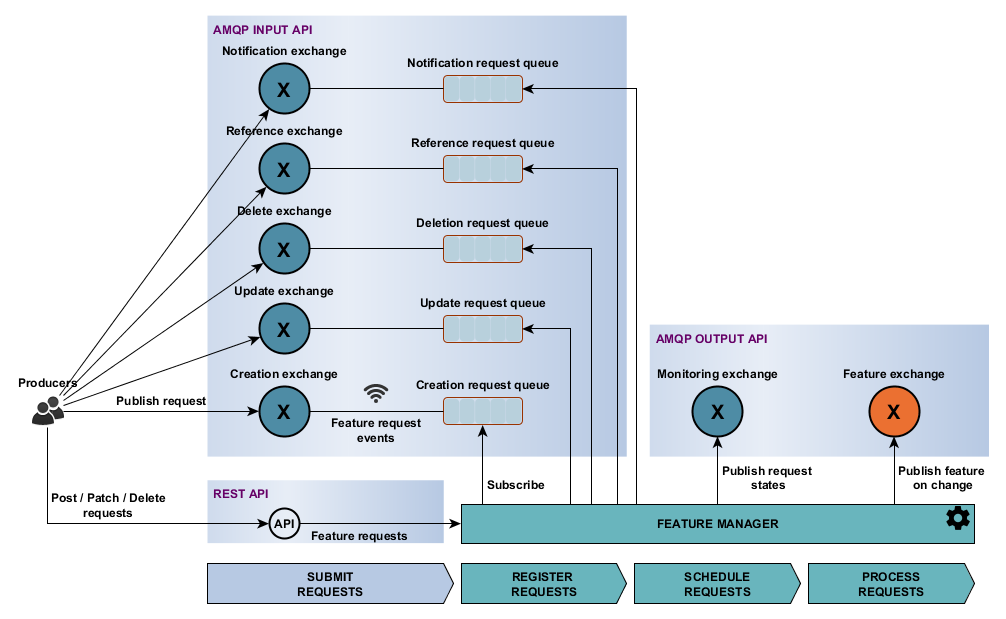 AMQP INPUT API
Notification exchange
X
Notification request queue
Reference exchange
X
Reference request queue
Delete exchange
X
Deletion request queue
Update exchange
X
Update request queue
Creation exchange
X
Creation request queue
Feature request
events
Producers
Publish request
Subscribe
AMQP OUTPUT API
Monitoring exchange
X
Feature exchange
X
Publish request
states
Publish feature
on change
Post / Patch / Delete
requests
REST API
API
Feature requests
FEATURE MANAGER
SUBMIT
REQUESTS
REGISTER
REQUESTS
SCHEDULE
REQUESTS
PROCESS
REQUESTS